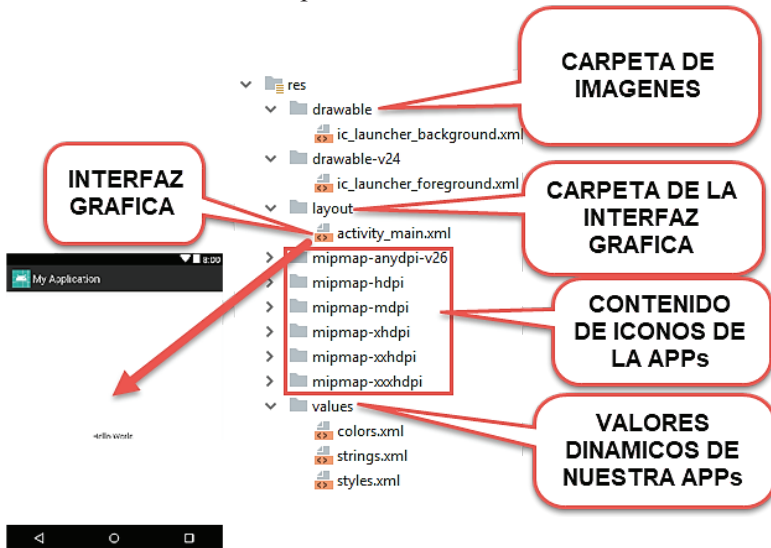 CARPETA DE
IMAGENES
res
drawable
ic_launcher_background.xml
drawable-v24
ic_launcher_foreground.xml
INTERFAZ
GRAFICA
CARPETA DE LA
INTERFAZ
GRAFICA
layout
activity_main.xml
8:00
My Application
mipmap-anydpi-v26
mipmap-hdpi
mipmap-mdpi
mipmap-xhdpi
mipmap-xxhdpi
mipmap-xxxhdpi
CONTENIDO
DE ICONOS DE
LA APPs
values
colors.xml
strings.xml
styles.xml
VALORES
DINAMICOS DE
NUESTRA APPs
Hello World